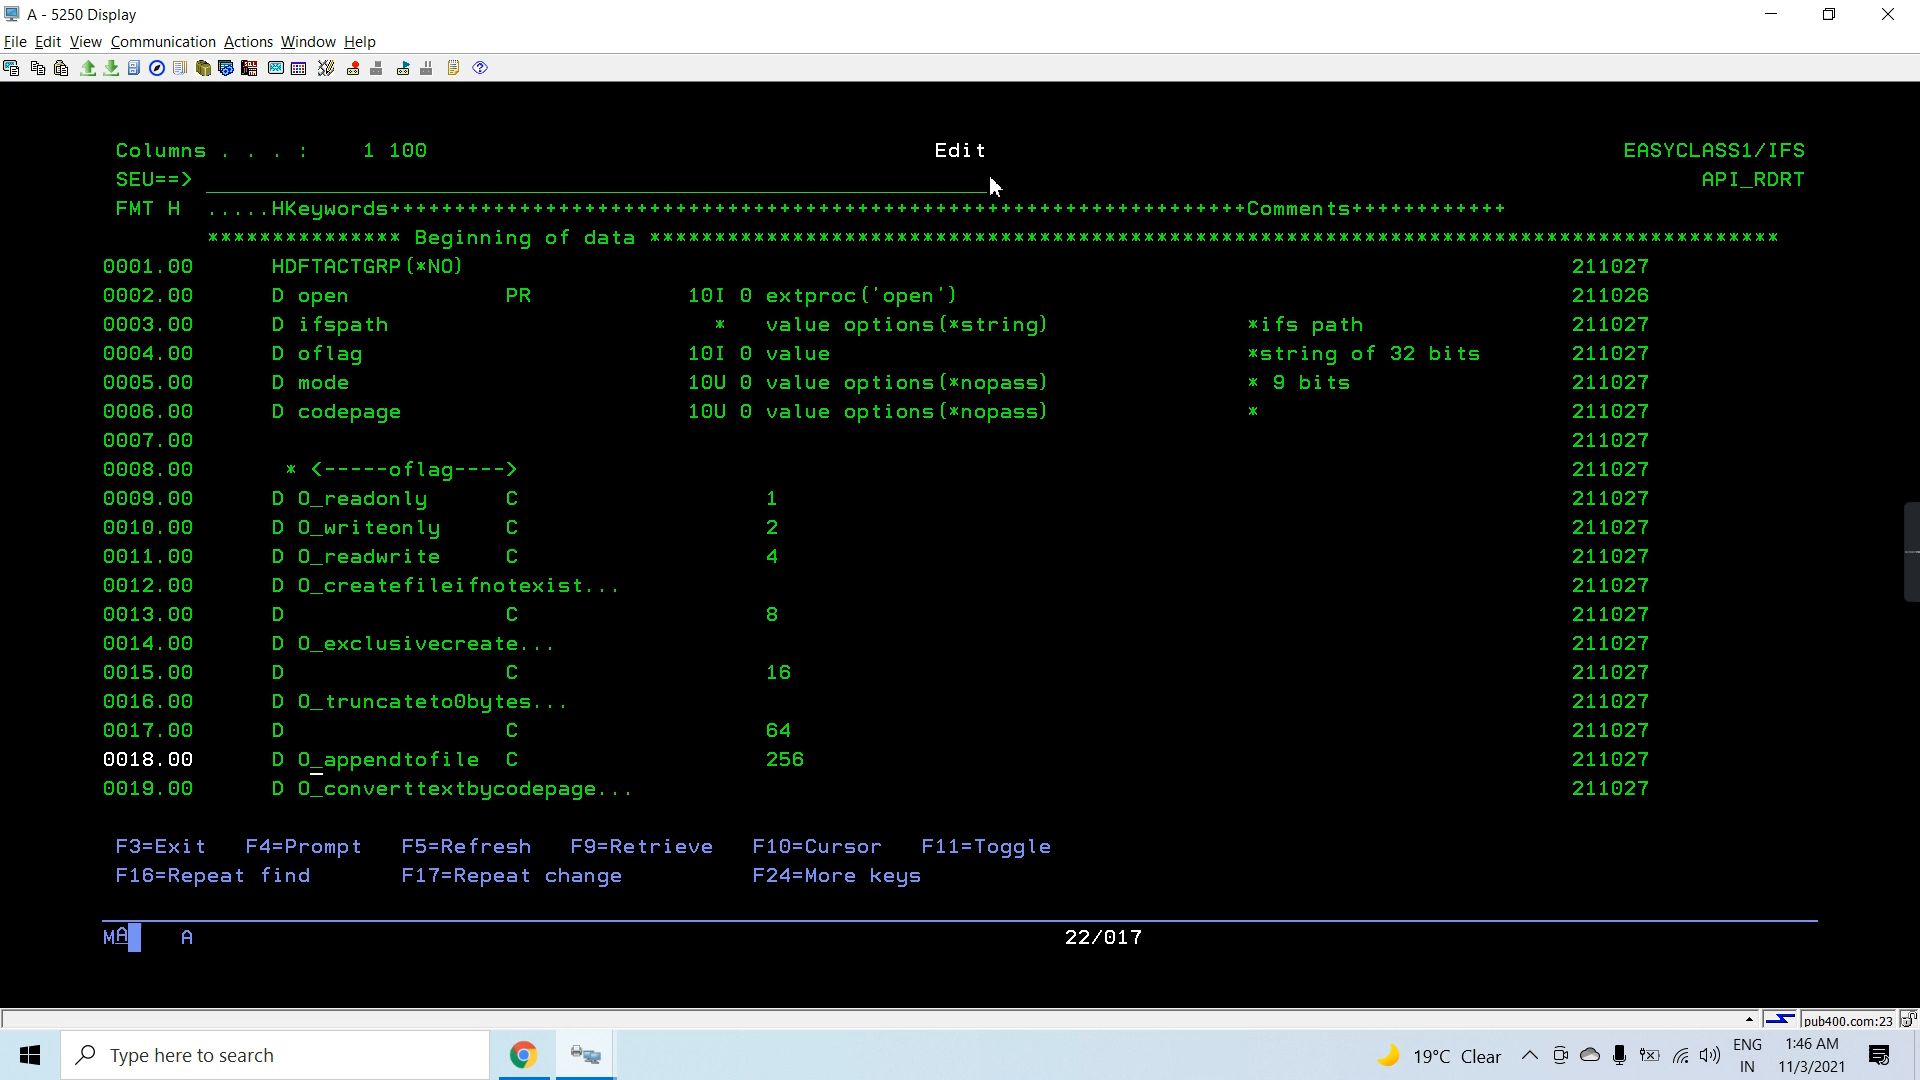 A - 5250 Display
File Edit View Communication Actions Window Help
Columns . . . :    1 100    Edit    EASYCLASS1/IFS
SEU==>    API_RDRT
FMT H  .....HKeywords++++++++++++++++++++++++++++++++++++++++++++++++++++++++++++++++++Comments++++++++++++
*************** Beginning of data ***************************************************************************************
0001.00      HDFTACTGRP(*NO)    211027
0002.00      D open            PR            10I 0 extproc('open')    211026
0003.00      D ifspath                         *   value options(*string)    *ifs path    211027
0004.00      D oflag                         10I 0 value    *string of 32 bits    211027
0005.00      D mode                          10U 0 value options(*nopass)    * 9 bits    211027
0006.00      D codepage                      10U 0 value options(*nopass)    *    211027
0007.00    211027
0008.00       * <-----oflag---->    211027
0009.00      D O_readonly      C                   1    211027
0010.00      D O_writeonly     C                   2    211027
0011.00      D O_readwrite     C                   4    211027
0012.00      D O_createfileifnotexist...    211027
0013.00      D                 C                   8    211027
0014.00      D O_exclusivecreate...    211027
0015.00      D                 C                   16    211027
0016.00      D O_truncateto0bytes...    211027
0017.00      D                 C                   64    211027
0018.00      D O_appendtofile  C                   256    211027
0019.00      D O_converttextbycodepage...    211027
F3=Exit   F4=Prompt   F5=Refresh   F9=Retrieve   F10=Cursor   F11=Toggle
F16=Repeat find       F17=Repeat change          F24=More keys
MA    A    22/017
pub400.com:23
Type here to search    19°C Clear    ENG    1:46 AM
IN    11/3/2021